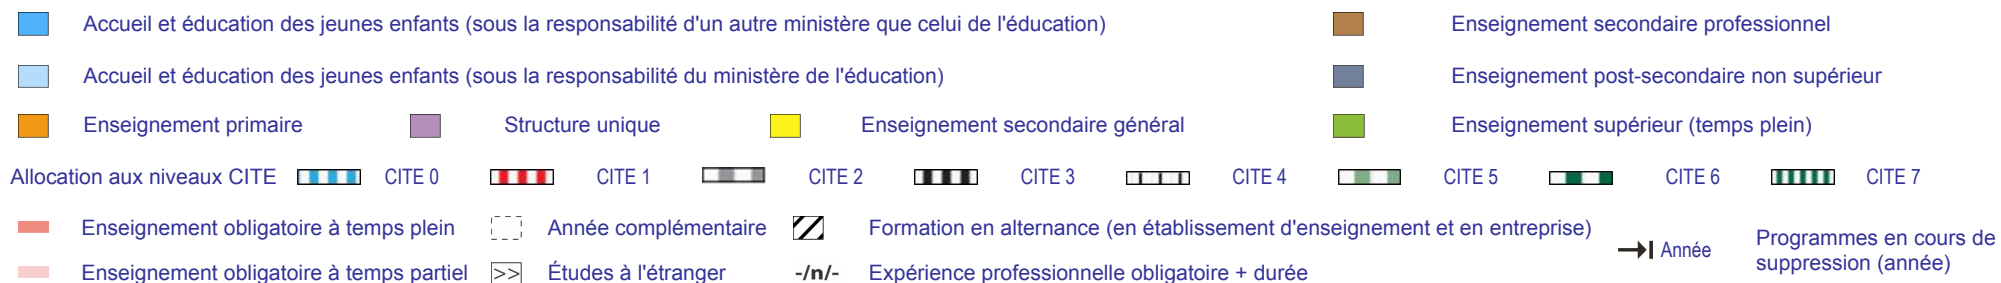 Accueil et éducation des jeunes enfants (sous la responsabilité d'un autre ministère que celui de l'éducation) Enseignement secondaire professionnel
Accueil et éducation des jeunes enfants (sous la responsabilité du ministère de l'éducation) Enseignement post-secondaire non supérieur
Enseignement primaire Structure unique Enseignement secondaire général Enseignement supérieur (temps plein)
Allocation aux niveaux CITE CITE 0 CITE 1 CITE 2 CITE 3 CITE 4 CITE 5 CITE 6 CITE 7
Enseignement obligatoire à temps plein Année complémentaire Formation en alternance (en établissement d'enseignement et en entreprise)
Enseignement obligatoire à temps partiel >> Études à l'étranger -/n/- Expérience professionnelle obligatoire + durée
Année Programmes en cours de
suppression (année)